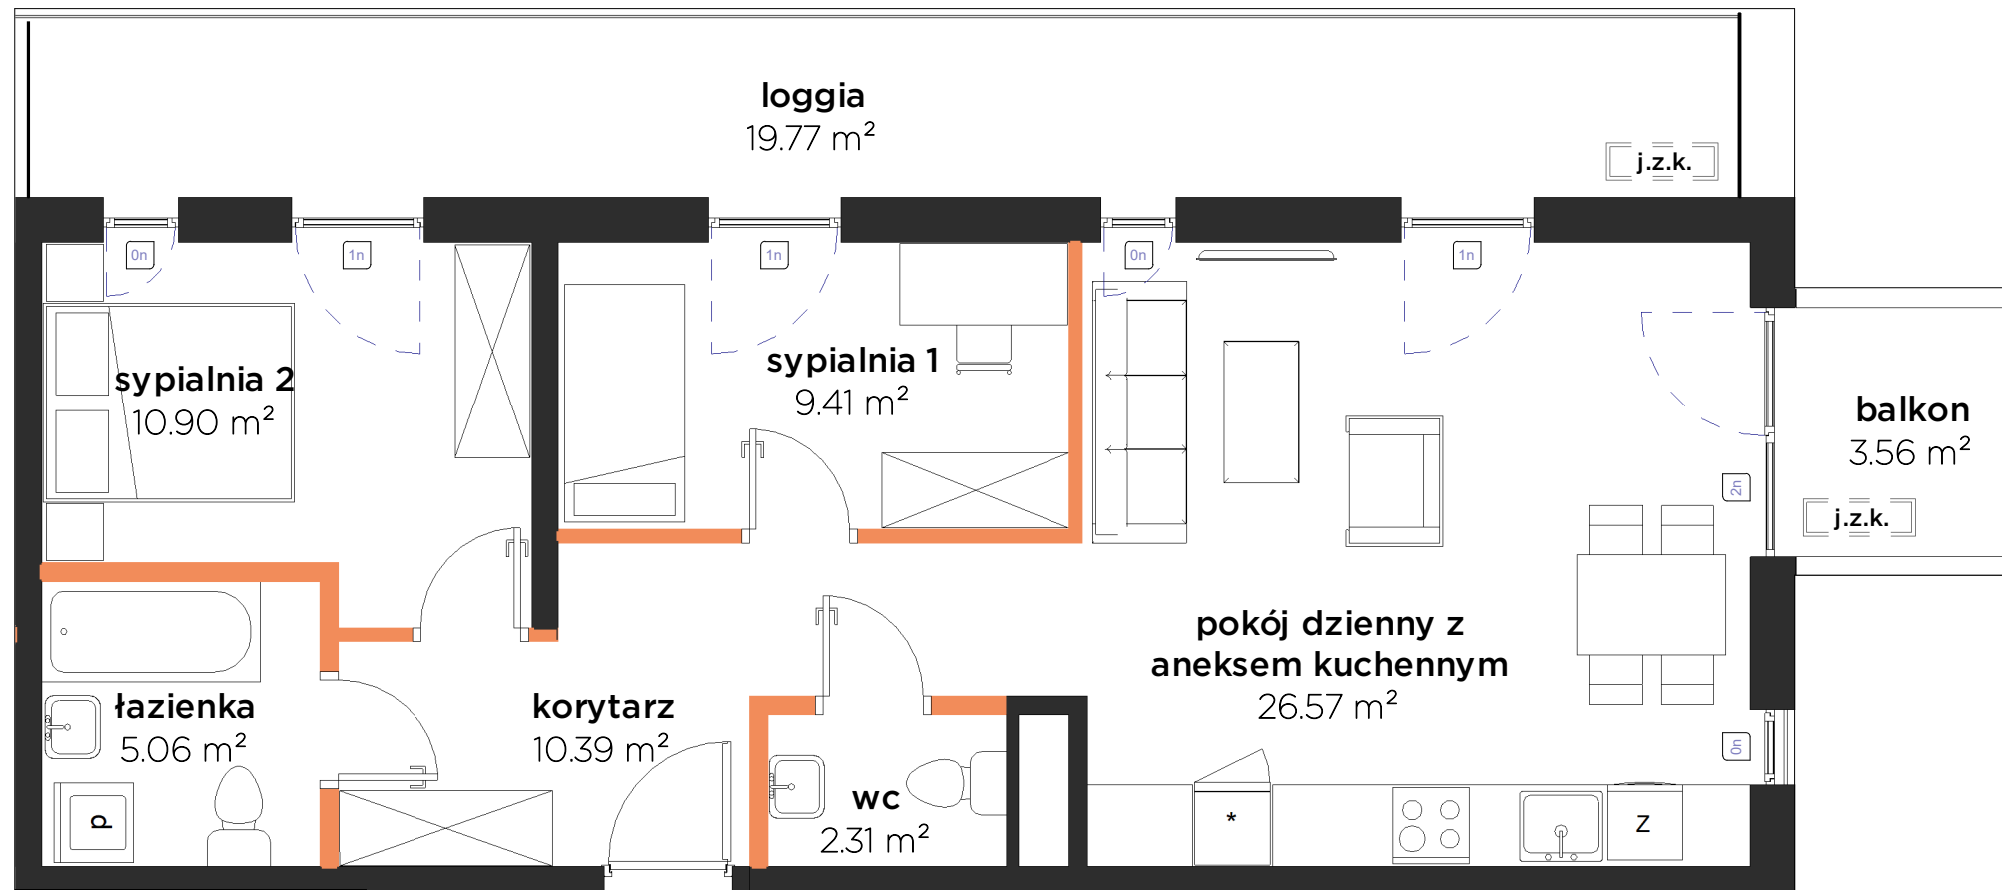 loggia
19.77 m²
j.z.k.
0n
1n
1n
0n
1n
sypialnia 2
10.90 m²
sypialnia 1
9.41 m²
balkon
3.56 m²
2n
j.z.k.
pokój dzienny z
aneksem kuchennym
26.57 m²
łazienka
5.06 m²
korytarz
10.39 m²
0n
wc
2.31 m²
p
*
Z